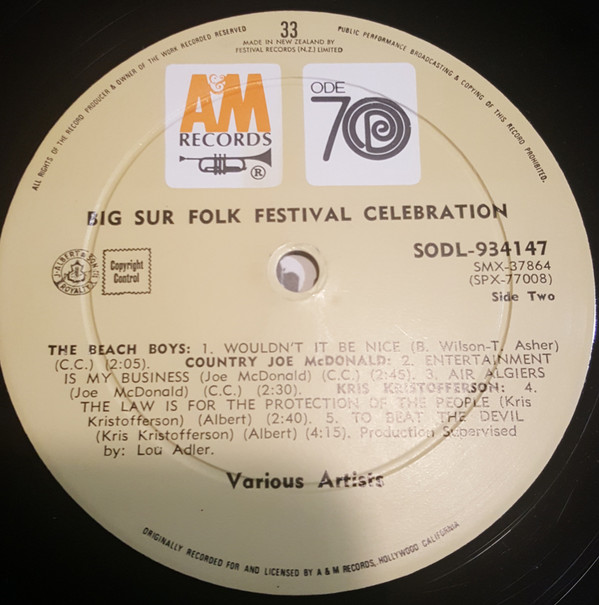 ALL RIGHTS OF THE RECORD PRODUCER & OWNER OF THE WORK RECORDED RESERVED
33
MADE IN NEW ZEALAND BY
FESTIVAL RECORDS (N.Z.) LIMITED
PUBLIC PERFORMANCE BROADCASTING & COPYING OF THIS RECORD PROHIBITED.
A&M
RECORDS
®
ODE
70
BIG SUR FOLK FESTIVAL CELEBRATION
J. ALBERT & SON
ROYALTIES
Copyright
Control
SODL-934147
SMX-37864
(SPX-77008)
Side Two
THE BEACH BOYS: 1. WOULDN'T IT BE NICE (B. Wilson-T. Asher)
(C.C.) (2:05). COUNTRY JOE McDONALD: 2. ENTERTAINMENT
IS MY BUSINESS (Joe McDonald) (C.C.) (2:45). 3. AIR ALGIERS
(Joe McDonald) (C.C.) (2:30). KRIS KRISTOFFERSON: 4.
THE LAW IS FOR THE PROTECTION OF THE PEOPLE (Kris
Kristofferson) (Albert) (2:40). 5. TO BEAT THE DEVIL
(Kris Kristofferson) (Albert) (4:15). Production Supervised
by: Lou Adler.
Various Artists
ORIGINALLY RECORDED FOR AND LICENSED BY A & M RECORDS, HOLLYWOOD CALIFORNIA